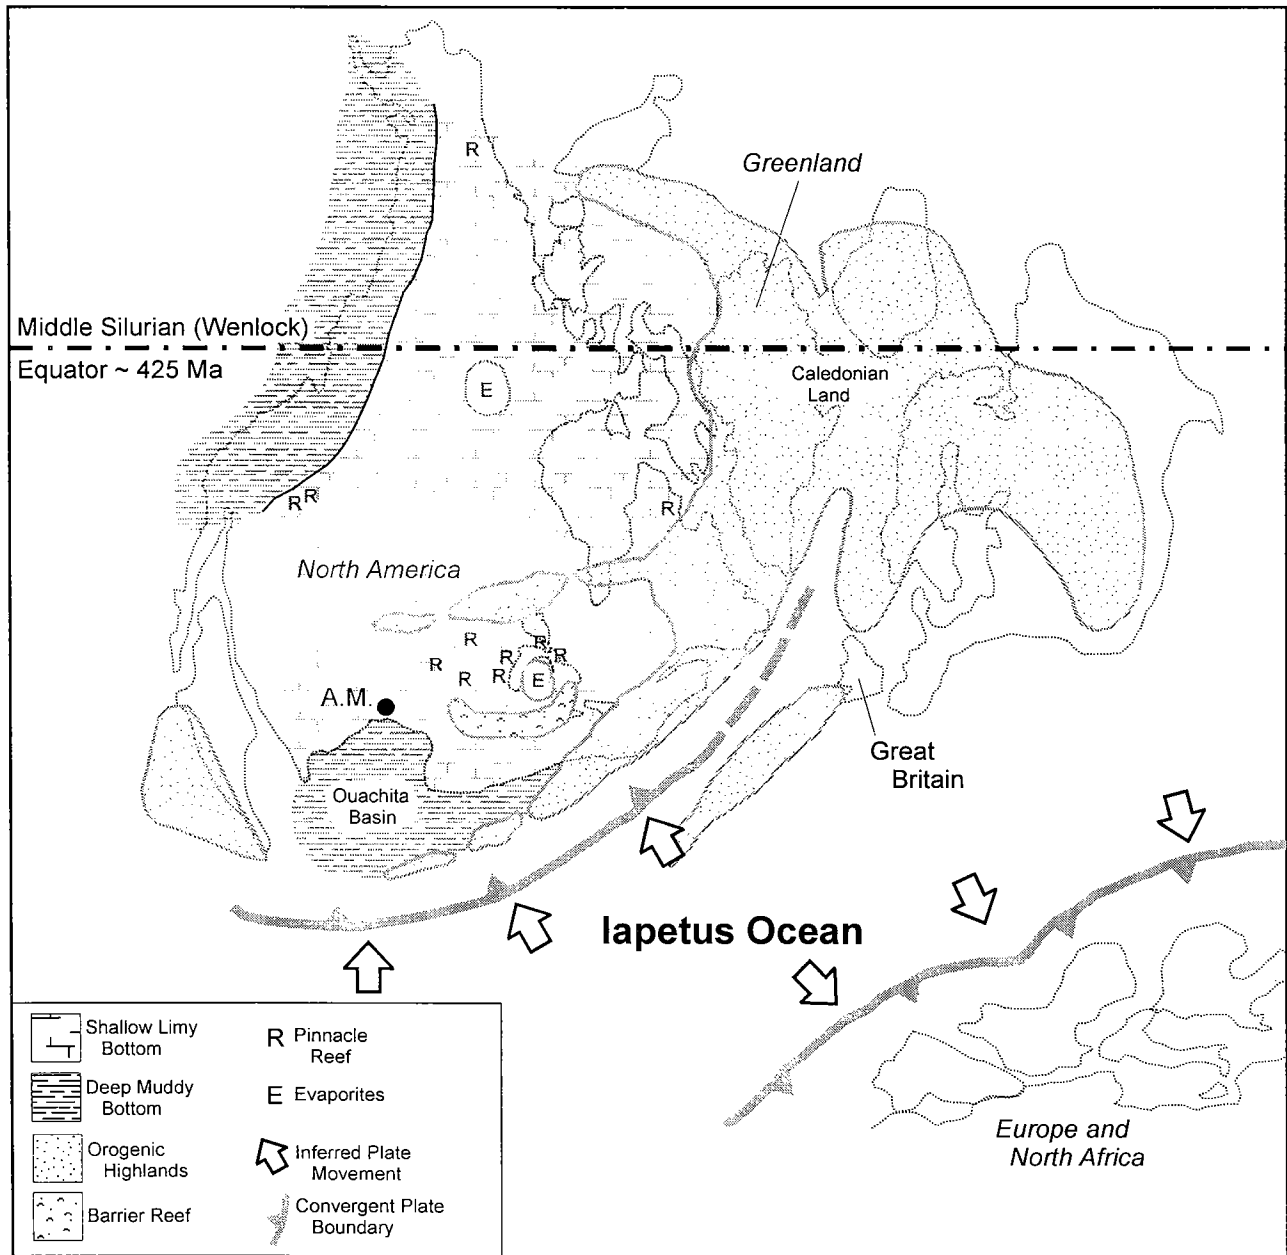 R
Greenland
Middle Silurian (Wenlock)
Equator ~ 425 Ma
E
Caledonian
Land
R R
R
North America
R
R
R
R
R
R
R
E
A.M.
Great
Britain
Ouachita
Basin
Iapetus Ocean
Shallow Limy
Bottom
R Pinnacle
Reef
Deep Muddy
Bottom
E Evaporites
Orogenic
Highlands
Inferred Plate
Movement
Barrier Reef
Convergent Plate
Boundary
Europe and
North Africa